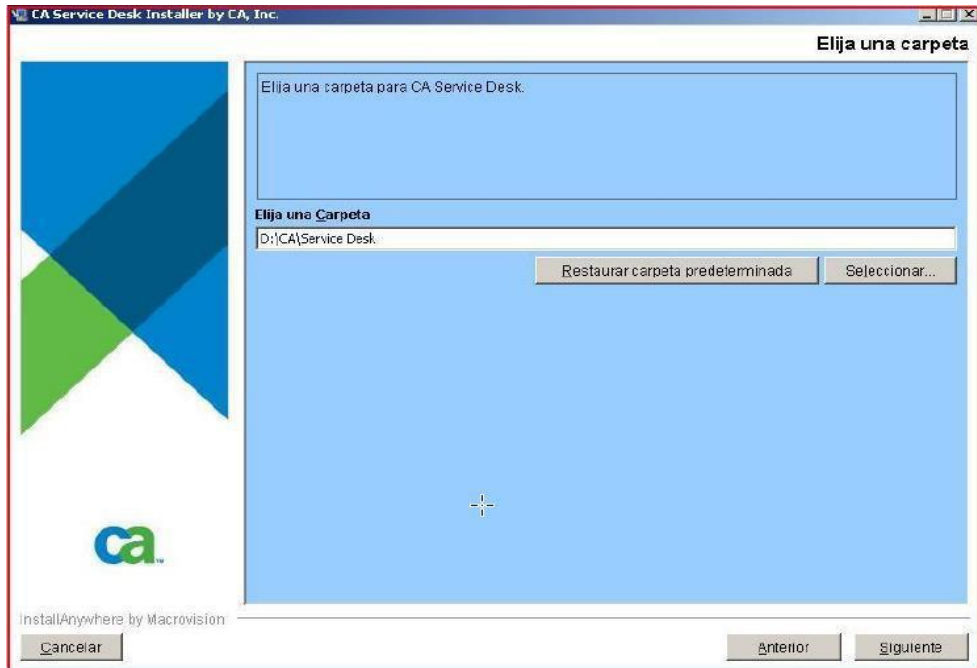 CA Service Desk Installer by CA, Inc.
Elija una carpeta
Elija una carpeta para CA Service Desk.
Elija una Carpeta
D:\CA\Service Desk
Restaurar carpeta predeterminada
Seleccionar...
ca
InstallAnywhere by Macrovision
Cancelar
Anterior
Siguiente